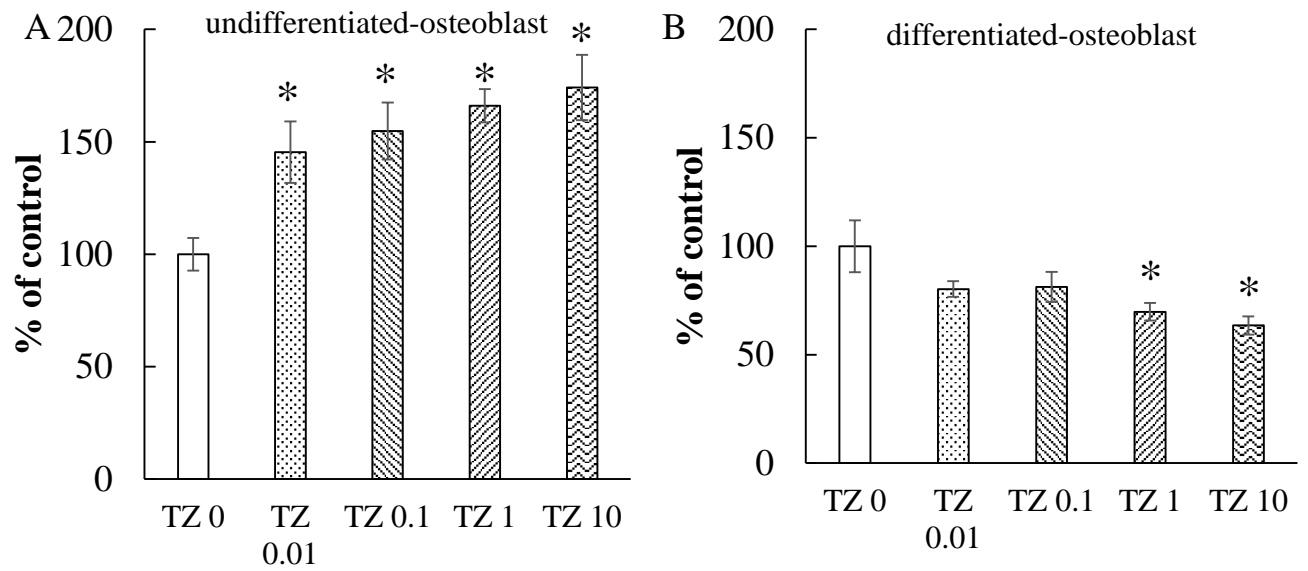 A
undifferentiated-osteoblast
% of control
200
150
100
50
0
*
*
*
*
TZ 0
TZ
0.01
TZ 0.1
TZ 1
TZ 10
B
differentiated-osteoblast
% of control
200
150
100
50
0
*
*
TZ 0
TZ
0.01
TZ 0.1
TZ 1
TZ 10